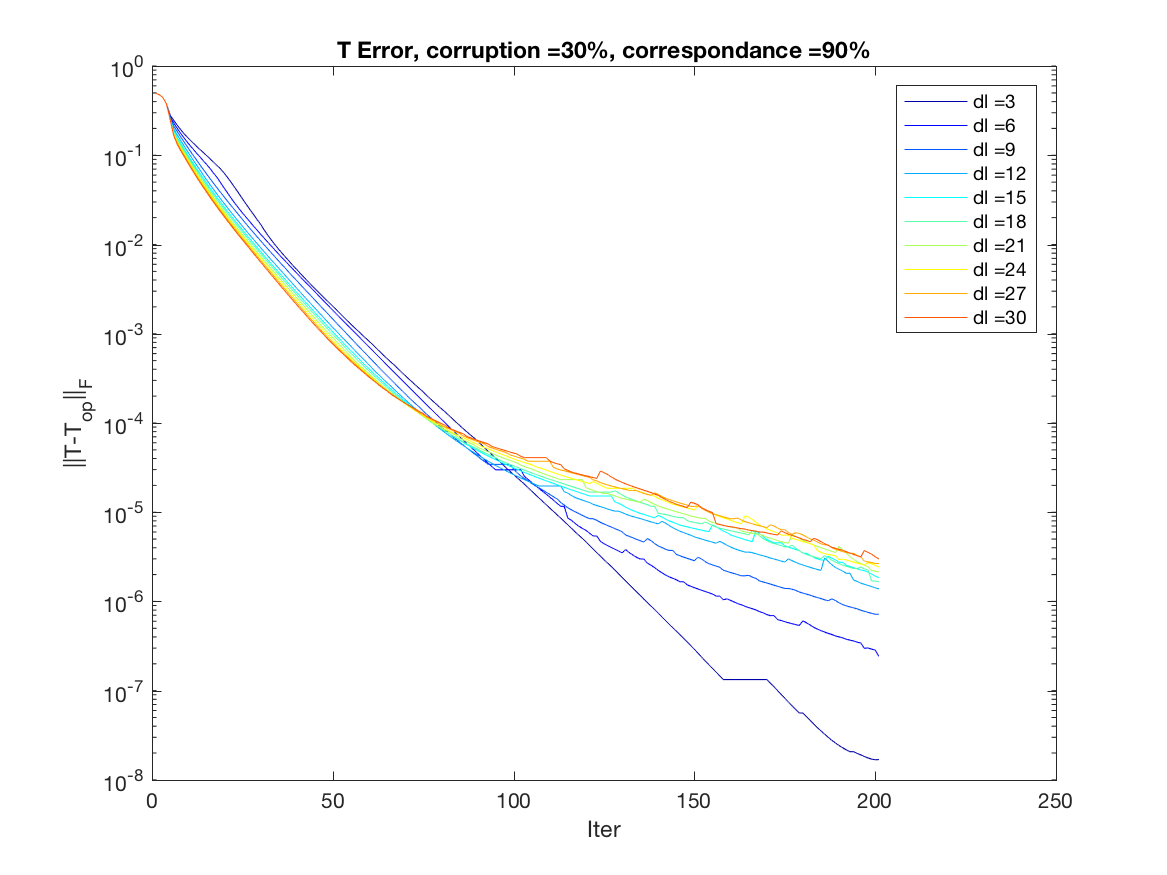 T Error, corruption =30%, correspondance =90%
10^0
10^-1
10^-2
10^-3
10^-4
10^-5
10^-6
10^-7
10^-8
||T-T_op||_F
0
50
100
150
200
250
Iter
dl =3
dl =6
dl =9
dl =12
dl =15
dl =18
dl =21
dl =24
dl =27
dl =30